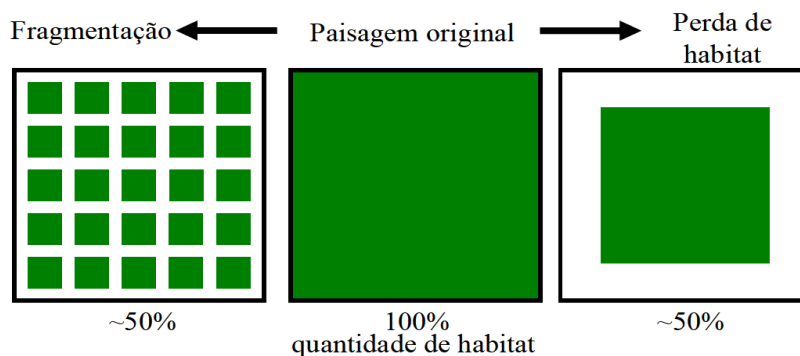 Fragmentação
Paisagem original
Perda de
habitat
~50%
100%
~50%
quantidade de habitat